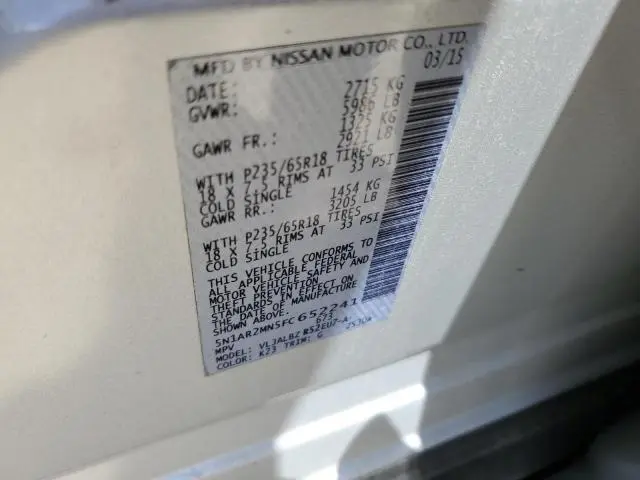 MFD BY NISSAN MOTOR CO., LTD.
DATE: 03/15
GVWR: 2715 KG
5986 LB
GAWR FR.: 1325 KG
2921 LB
WITH P235/65R18 TIRES
18 X 7.5 RIMS AT 33 PSI
COLD SINGLE
GAWR RR.: 1454 KG
3205 LB
WITH P235/65R18 TIRES
18 X 7.5 RIMS AT 33 PSI
COLD SINGLE
THIS VEHICLE CONFORMS TO
ALL APPLICABLE FEDERAL
MOTOR VEHICLE SAFETY AND
THEFT PREVENTION
STANDARDS IN EFFECT ON THE
DATE OF MANUFACTURE
SHOWN ABOVE.
5N1AR2MN5FC652241
MPV
MODEL:
COLOR: K23 TRIM: G